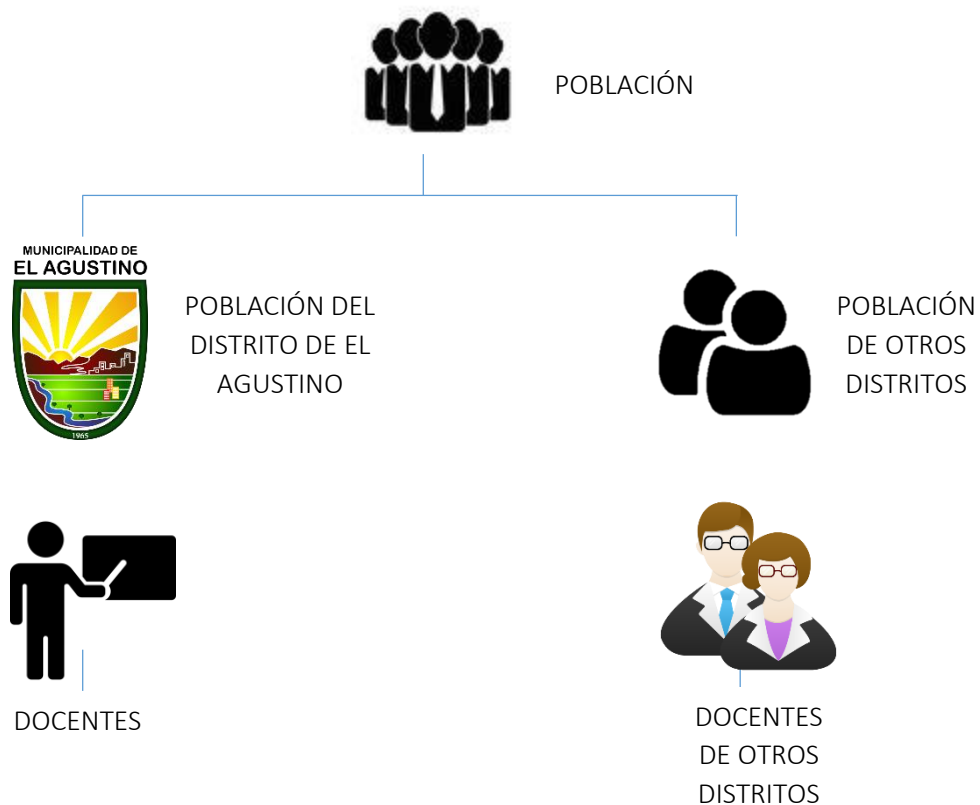 POBLACIÓN
MUNICIPALIDAD DE
EL AGUSTINO
1965
POBLACIÓN DEL
DISTRITO DE EL
AGUSTINO
POBLACIÓN
DE OTROS
DISTRITOS
DOCENTES
DOCENTES
DE OTROS
DISTRITOS